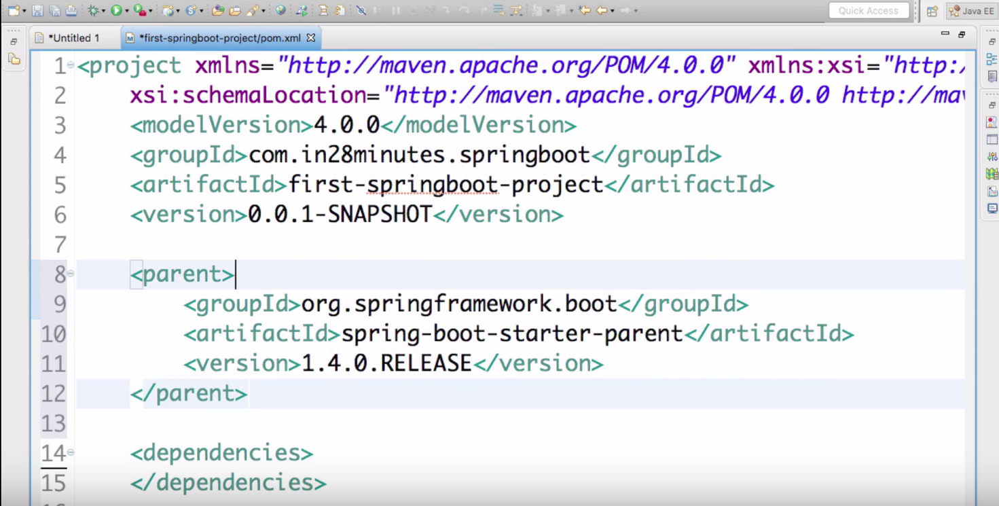 Quick Access
Java EE
*Untitled 1
*first-springboot-project/pom.xml
1 <project xmlns="http://maven.apache.org/POM/4.0.0" xmlns:xsi="http:/
2 xsi:schemaLocation="http://maven.apache.org/POM/4.0.0 http://mav
3 <modelVersion>4.0.0</modelVersion>
4 <groupId>com.in28minutes.springboot</groupId>
5 <artifactId>first-springboot-project</artifactId>
6 <version>0.0.1-SNAPSHOT</version>
7
8 <parent>
9 <groupId>org.springframework.boot</groupId>
10 <artifactId>spring-boot-starter-parent</artifactId>
11 <version>1.4.0.RELEASE</version>
12 </parent>
13
14 <dependencies>
15 </dependencies>